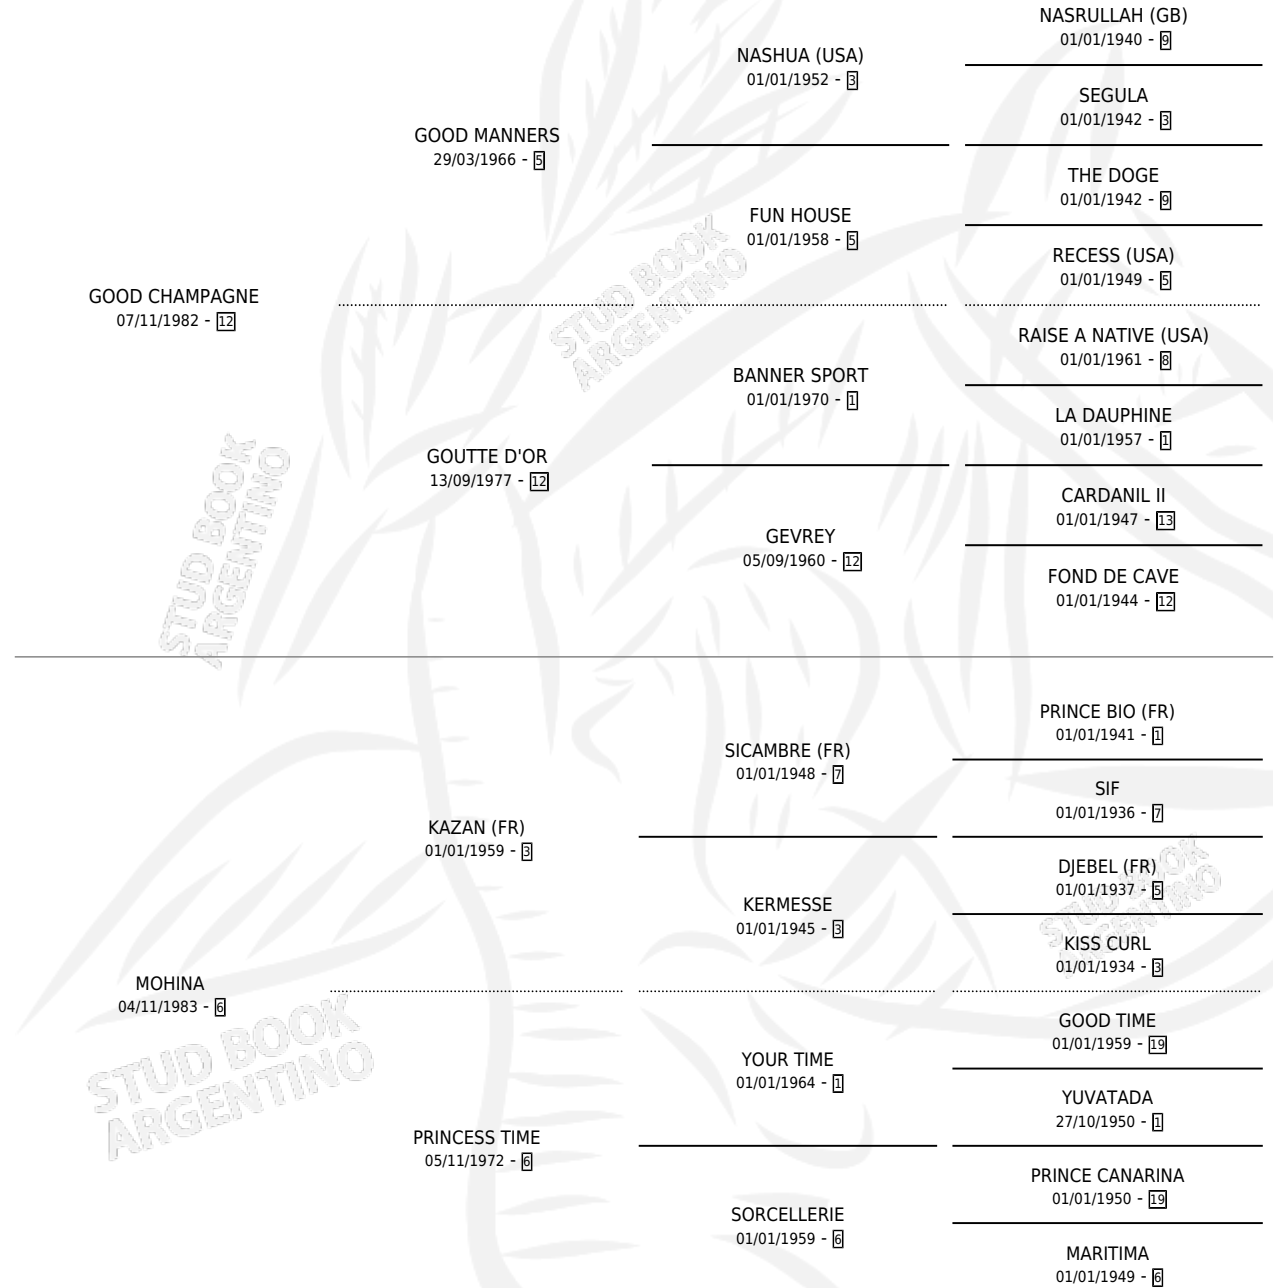 NASRULLAH (GB)
01/01/1940 - 9
NASHUA (USA)
01/01/1952 - 3
SEGULA
01/01/1942 - 3
GOOD MANNERS
29/03/1966 - 5
THE DOGE
01/01/1942 - 9
FUN HOUSE
01/01/1958 - 5
RECESS (USA)
01/01/1949 - 5
GOOD CHAMPAGNE
07/11/1982 - 12
RAISE A NATIVE (USA)
01/01/1961 - 8
BANNER SPORT
01/01/1970 - 1
LA DAUPHINE
01/01/1957 - 1
GOUTTE D'OR
13/09/1977 - 12
CARDANIL II
01/01/1947 - 13
GEVREY
05/09/1960 - 12
FOND DE CAVE
01/01/1944 - 12
PRINCE BIO (FR)
01/01/1941 - 1
SICAMBRE (FR)
01/01/1948 - 7
SIF
01/01/1936 - 7
KAZAN (FR)
01/01/1959 - 3
DJEBEL (FR)
01/01/1937 - 5
KERMESSE
01/01/1945 - 3
KISS CURL
01/01/1934 - 3
MOHINA
04/11/1983 - 6
GOOD TIME
01/01/1959 - 19
YOUR TIME
01/01/1964 - 1
YUVATADA
27/10/1950 - 1
PRINCESS TIME
05/11/1972 - 6
PRINCE CANARINA
01/01/1950 - 19
SORCELLERIE
01/01/1959 - 6
MARITIMA
01/01/1949 - 6
STUD BOOK
ARGENTINO
STUD BOOK
ARGENTINO
STUD BOOK
ARGENTINO
STUD BOOK
ARGENTINO